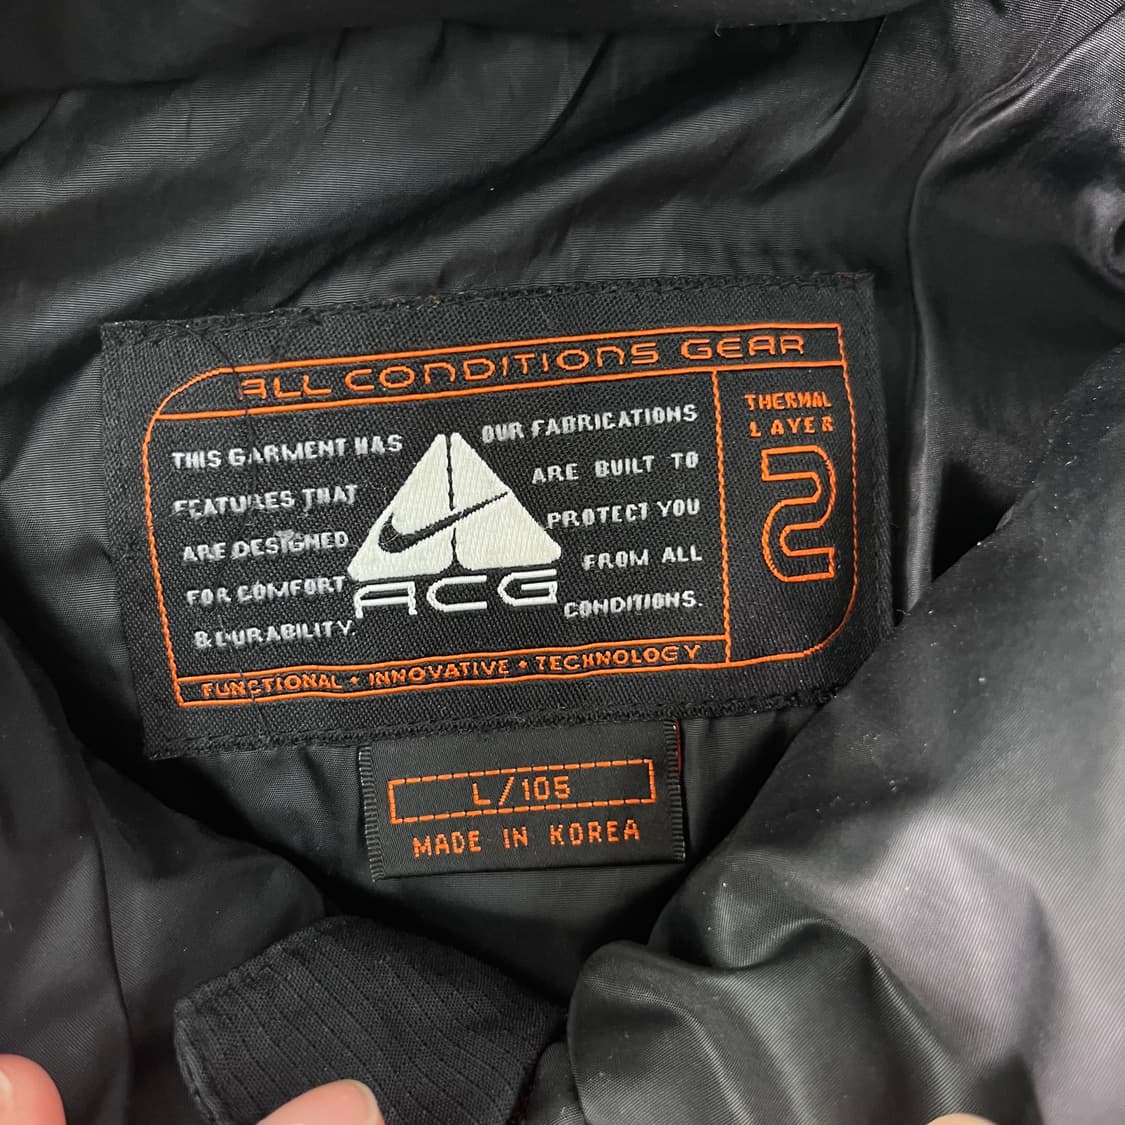 ALL CONDITIONS GEAR
THIS GARMENT HAS
FEATURES THAT
ARE DESIGNED
FOR COMFORT
& DURABILITY.
ACG
OUR FABRICATIONS
ARE BUILT TO
PROTECT YOU
FROM ALL
CONDITIONS.
THERMAL
LAYER
2
FUNCTIONAL • INNOVATIVE • TECHNOLOGY
L/105
MADE IN KOREA